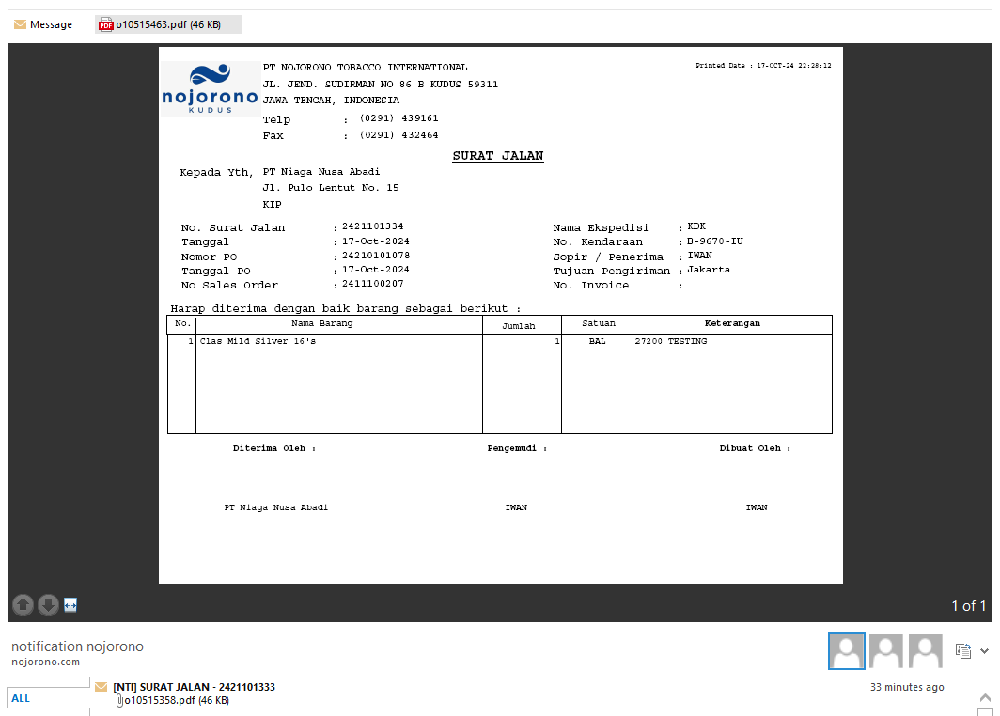 Message
PDF o10515463.pdf (46 KB)
nojorono
KUDUS
PT NOJORONO TOBACCO INTERNATIONAL
Printed Date : 17-OCT-24 22:28:12
JL. JEND. SUDIRMAN NO 86 B KUDUS 59311
JAWA TENGAH, INDONESIA
Telp : (0291) 439161
Fax : (0291) 432464
SURAT JALAN
Kepada Yth, PT Niaga Nusa Abadi
Jl. Pulo Lentut No. 15
KIP
No. Surat Jalan : 2421101334 Nama Ekspedisi : KDK
Tanggal : 17-Oct-2024 No. Kendaraan : B-9670-IU
Nomor PO : 24210101078 Sopir / Penerima : IWAN
Tanggal PO : 17-Oct-2024 Tujuan Pengiriman : Jakarta
No Sales Order : 2411100207 No. Invoice :
Harap diterima dengan baik barang sebagai berikut :
No. Nama Barang Jumlah Satuan Keterangan
1 Clas Mild Silver 16's 1 BAL 27200 TESTING
Diterima Oleh : Pengemudi : Dibuat Oleh :
PT Niaga Nusa Abadi IWAN IWAN
1 of 1
notification nojorono
nojorono.com
ALL
[NTI] SURAT JALAN - 2421101333 33 minutes ago
o10515358.pdf (46 KB)